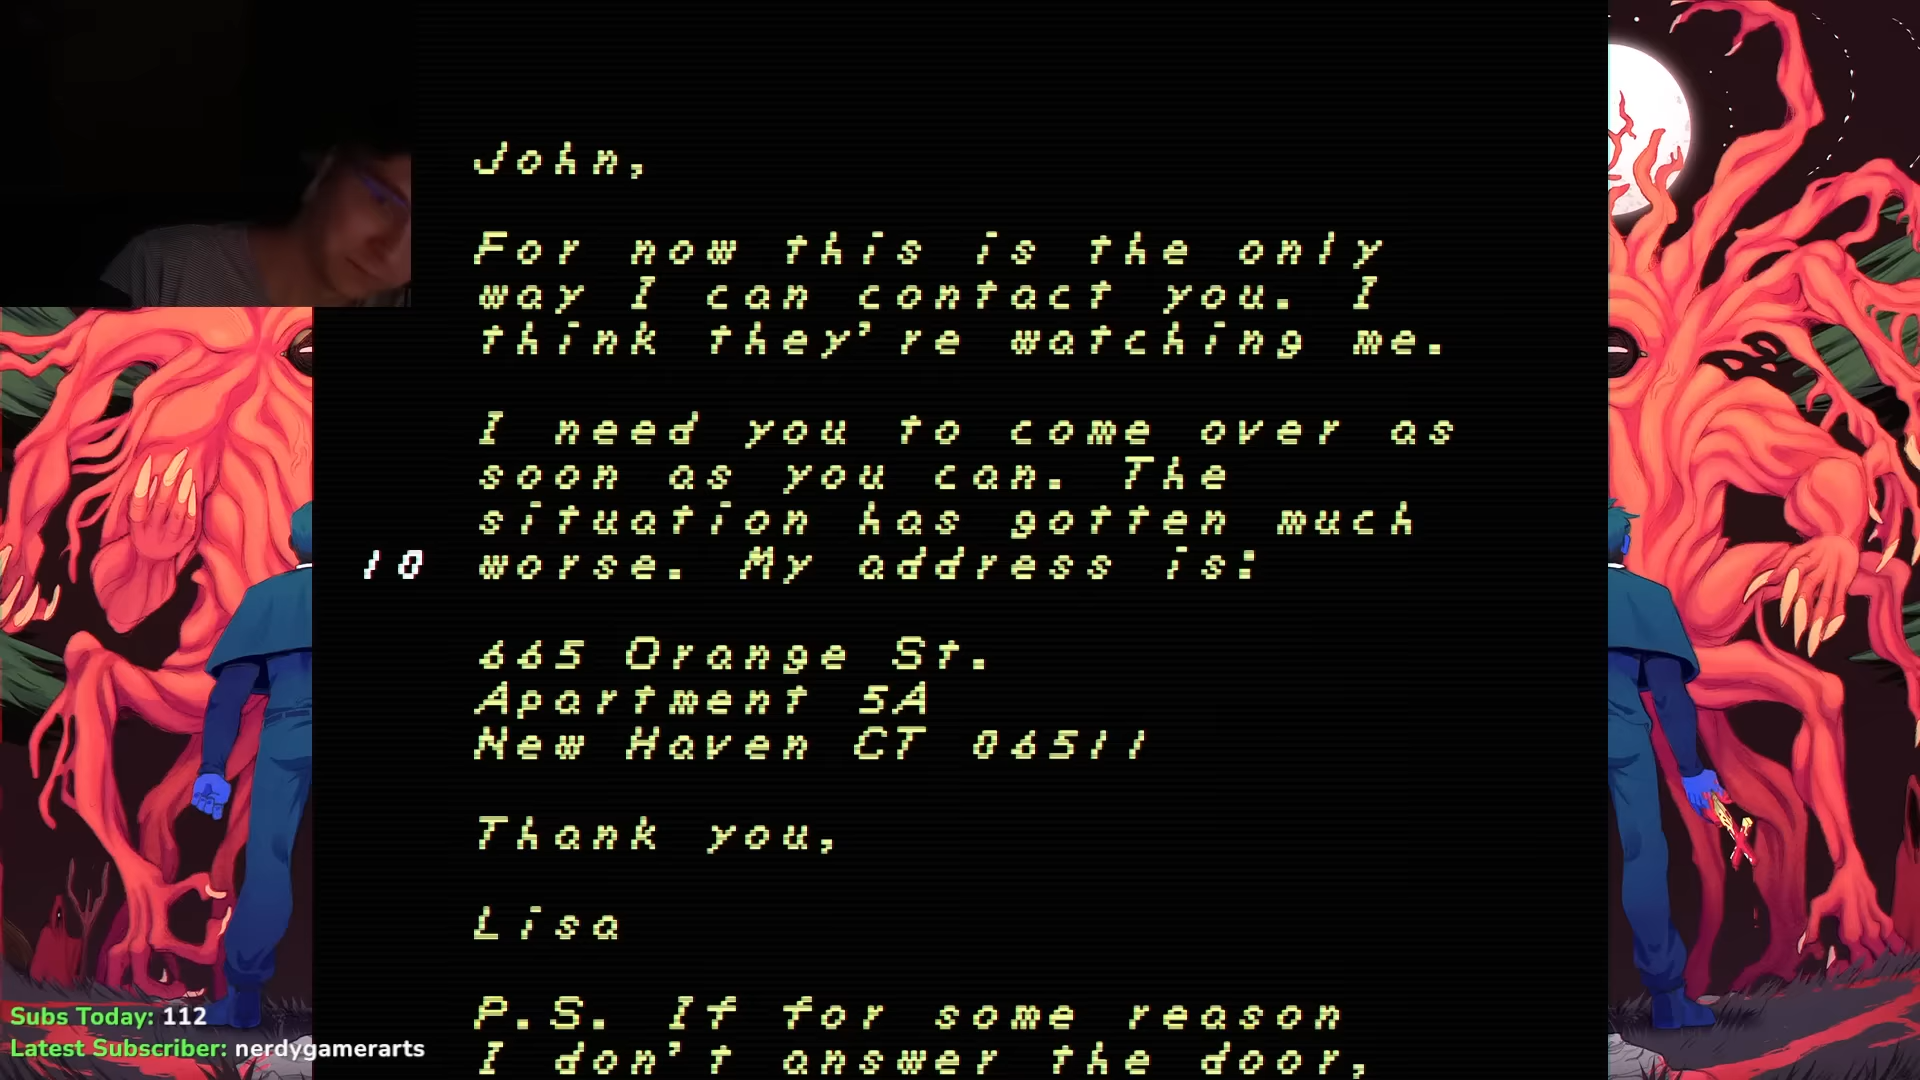 John,
For now this is the only
way I can contact you. I
think they're watching me.
I need you to come over as
soon as you can. The
situation has gotten much
10 worse. My address is:
665 Orange St.
Apartment 5A
New Haven CT 06511
Thank you,
Lisa
P.S. If for some reason
I don't answer the door,
Subs Today: 112
Latest Subscriber: nerdygamerarts